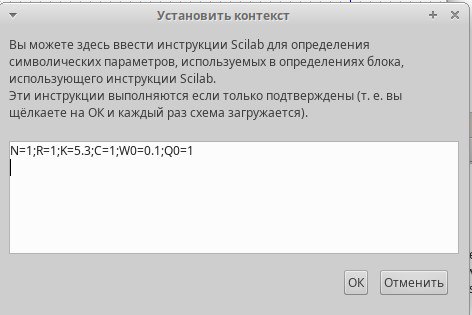 Установить контекст
Вы можете здесь ввести инструкции Scilab для определения
символических параметров, используемых в определениях блока,
использующего инструкции Scilab.
Эти инструкции выполняются если только подтверждены (т. е. вы
щёлкаете на ОК и каждый раз схема загружается).
N=1;R=1;K=5.3;C=1;W0=0.1;Q0=1
ОК
Отменить